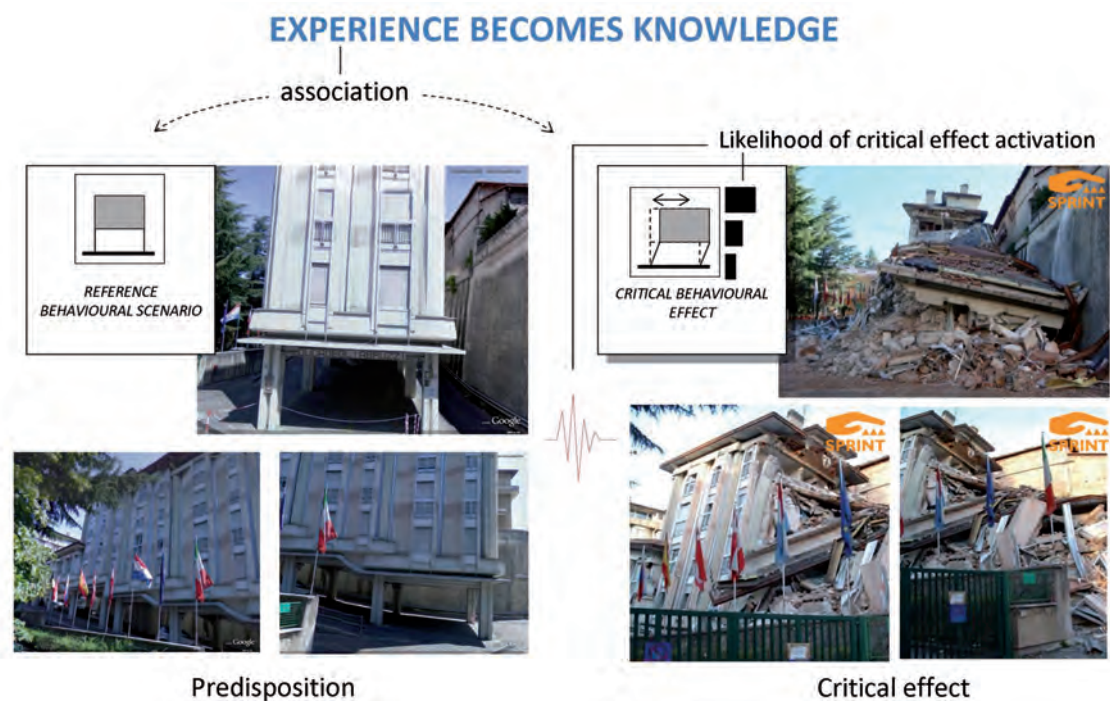 EXPERIENCE BECOMES KNOWLEDGE
association
Likelihood of critical effect activation
REFERENCE
BEHAVIOURAL SCENARIO
CRITICAL BEHAVIOURAL
EFFECT
SPRINT
Google
SPRINT
SPRINT
Google
Predisposition
Critical effect